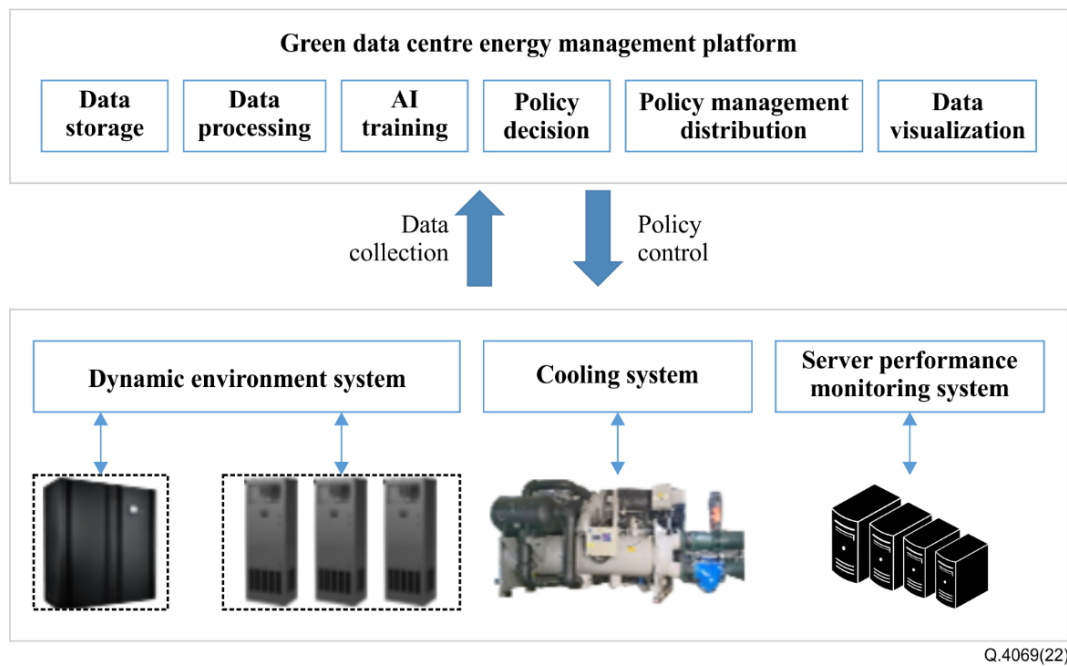 Green data centre energy management platform
Data
storage
Data
processing
AI
training
Policy
decision
Policy management
distribution
Data
visualization
Data
collection
Policy
control
Dynamic environment system
Cooling system
Server performance
monitoring system
Q.4069(22)